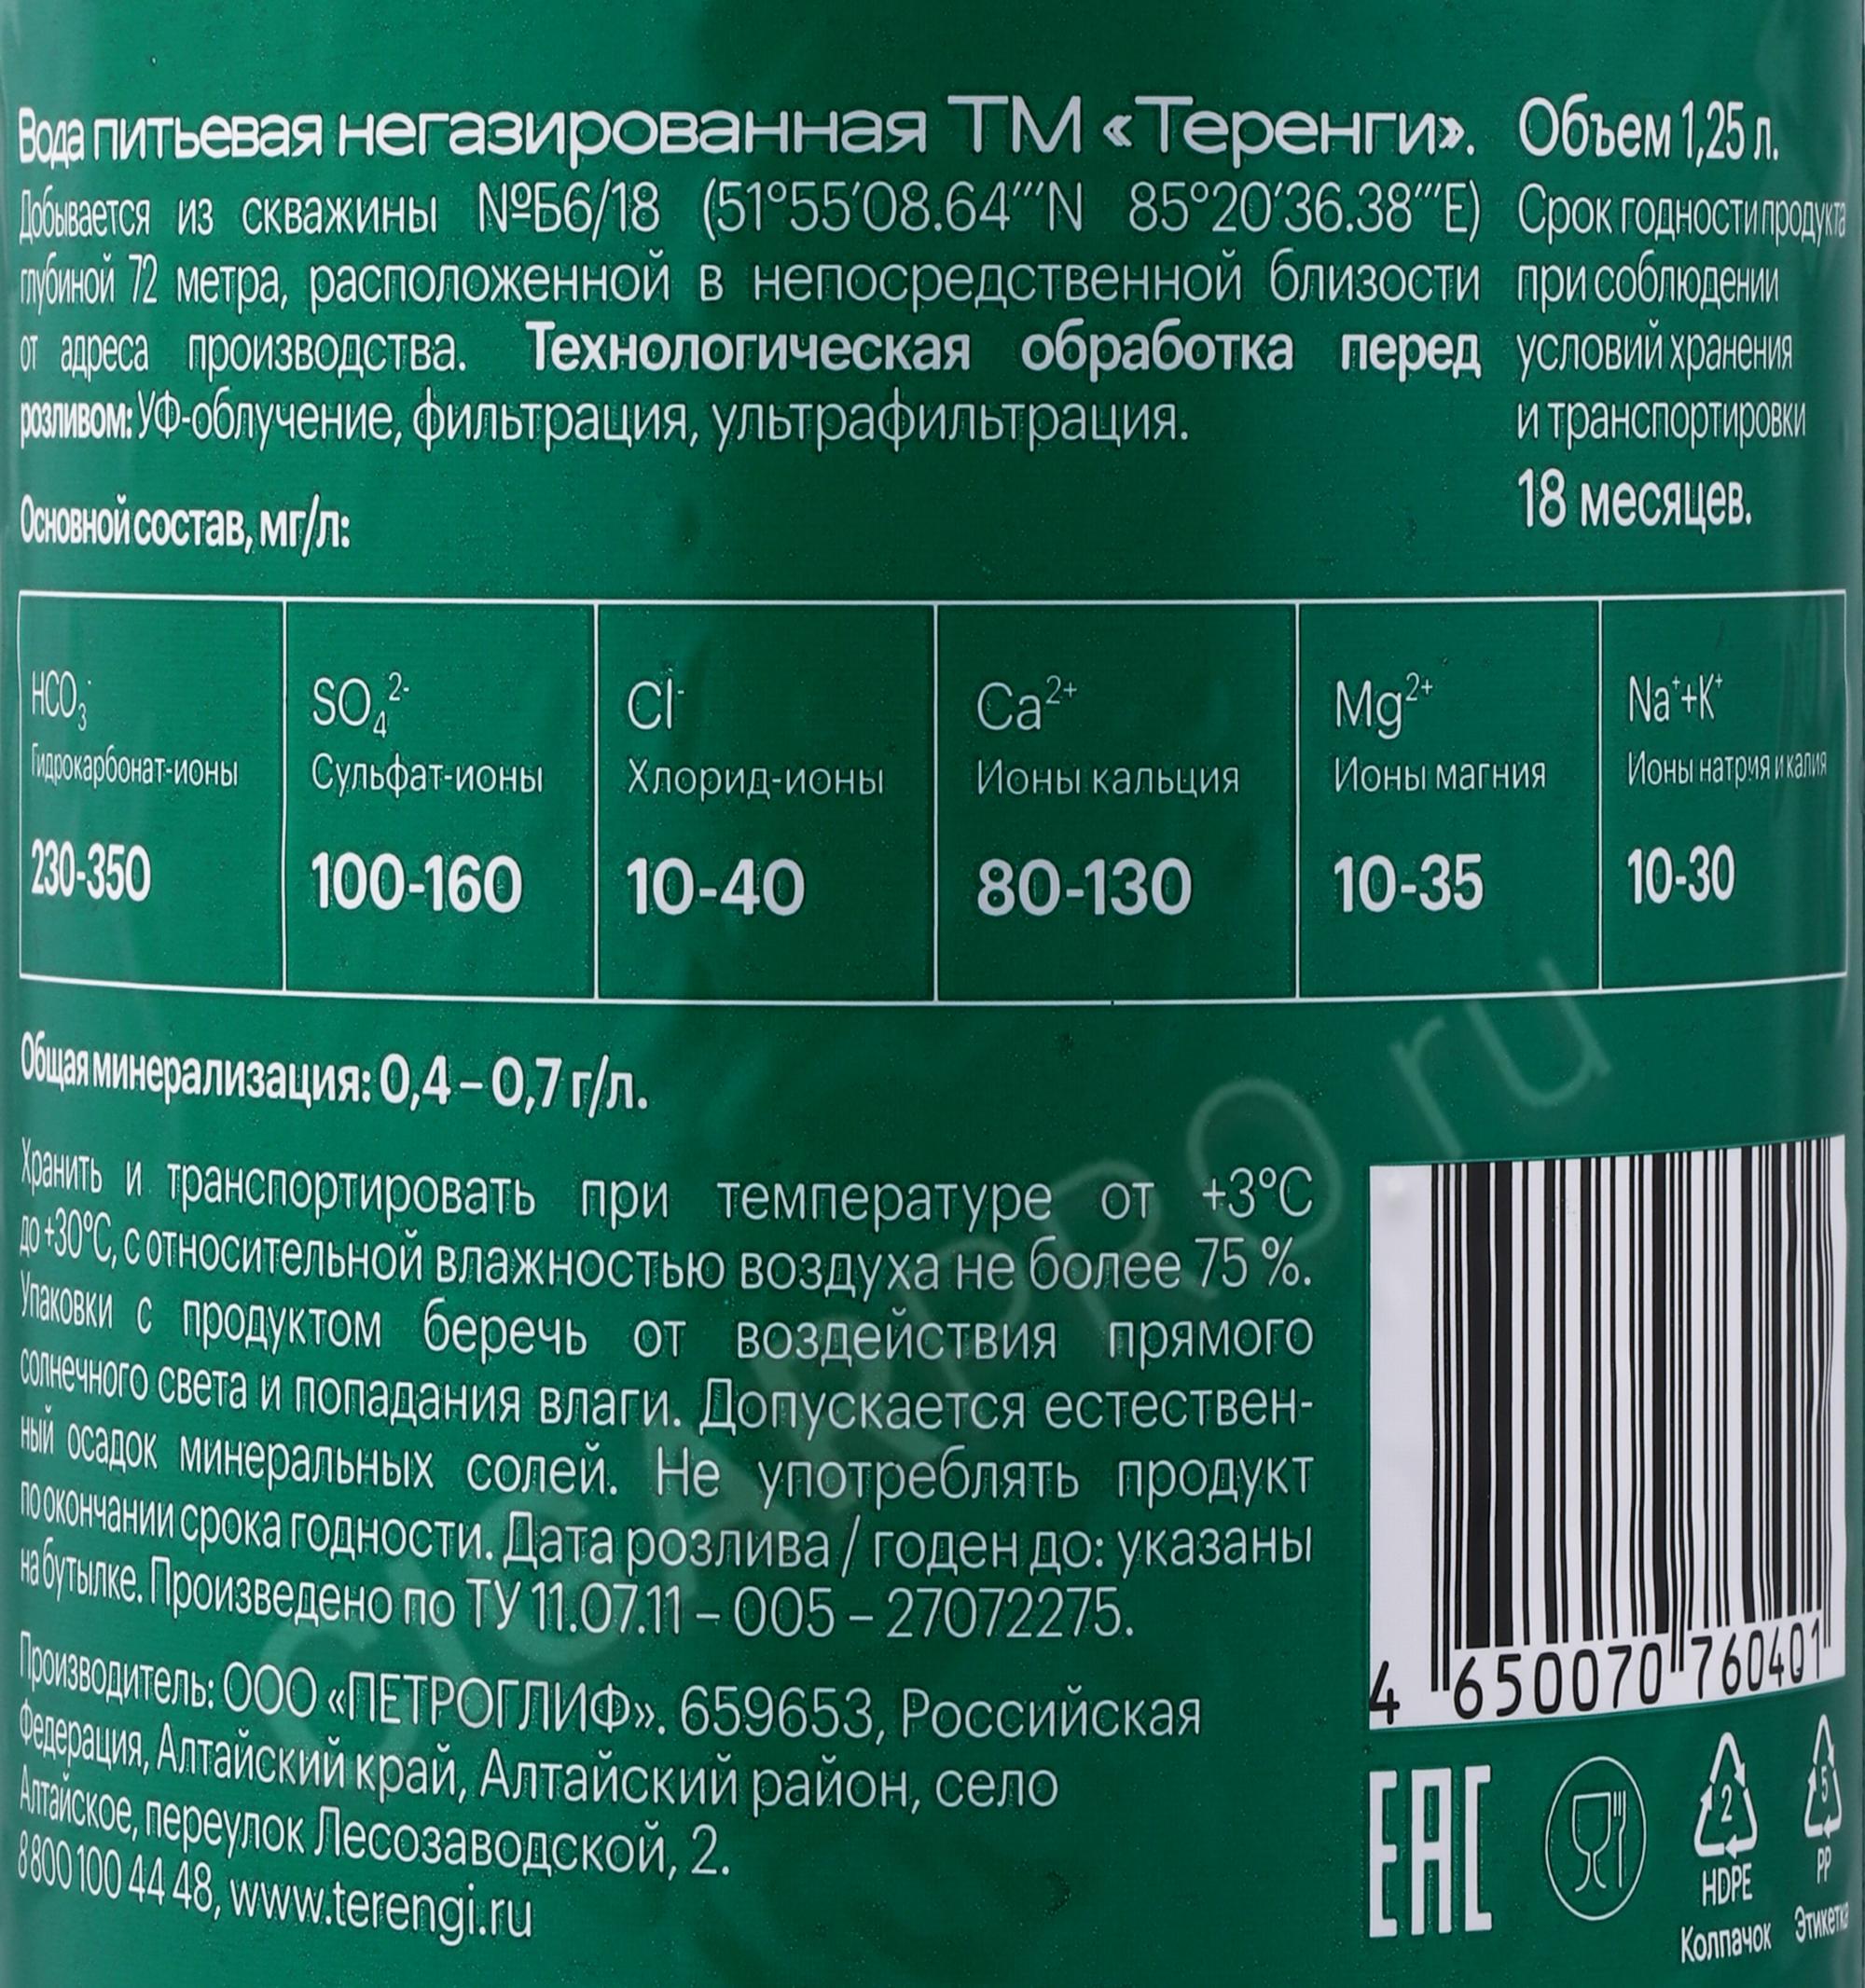 Вода питьевая негазированная ТМ «Теренги».
Добывается из скважины №Б6/18 (51°55′08.64′′′N 85°20′36.38′′′E)
глубиной 72 метра, расположенной в непосредственной близости
от адреса производства. Технологическая обработка перед
розливом: УФ-облучение, фильтрация, ультрафильтрация.
Объем 1,25 л.
Срок годности продукта
при соблюдении
условий хранения
и транспортировки
18 месяцев.
Основной состав, мг/л:
HCO₃⁻
Гидрокарбонат-ионы
230-350
SO₄²⁻
Сульфат-ионы
100-160
Cl⁻
Хлорид-ионы
10-40
Ca²⁺
Ионы кальция
80-130
Mg²⁺
Ионы магния
10-35
Na⁺+K⁺
Ионы натрия и калия
10-30
Общая минерализация: 0,4 – 0,7 г/л.
Хранить и транспортировать при температуре от +3°C
до +30°C, с относительной влажностью воздуха не более 75 %.
Упаковки с продуктом беречь от воздействия прямого
солнечного света и попадания влаги. Допускается естествен-
ный осадок минеральных солей. Не употреблять продукт
по окончании срока годности. Дата розлива / годен до: указаны
на бутылке. Произведено по ТУ 11.07.11 – 005 – 27072275.
Производитель: ООО «ПЕТРОГЛИФ». 659653, Российская
Федерация, Алтайский край, Алтайский район, село
Алтайское, переулок Лесозаводской, 2.
8 800 100 44 48, www.terengi.ru
4 650070 760401
EAC
2
HDPE
Колпачок
5
PP
Этикетка
CIGARPRO.ru